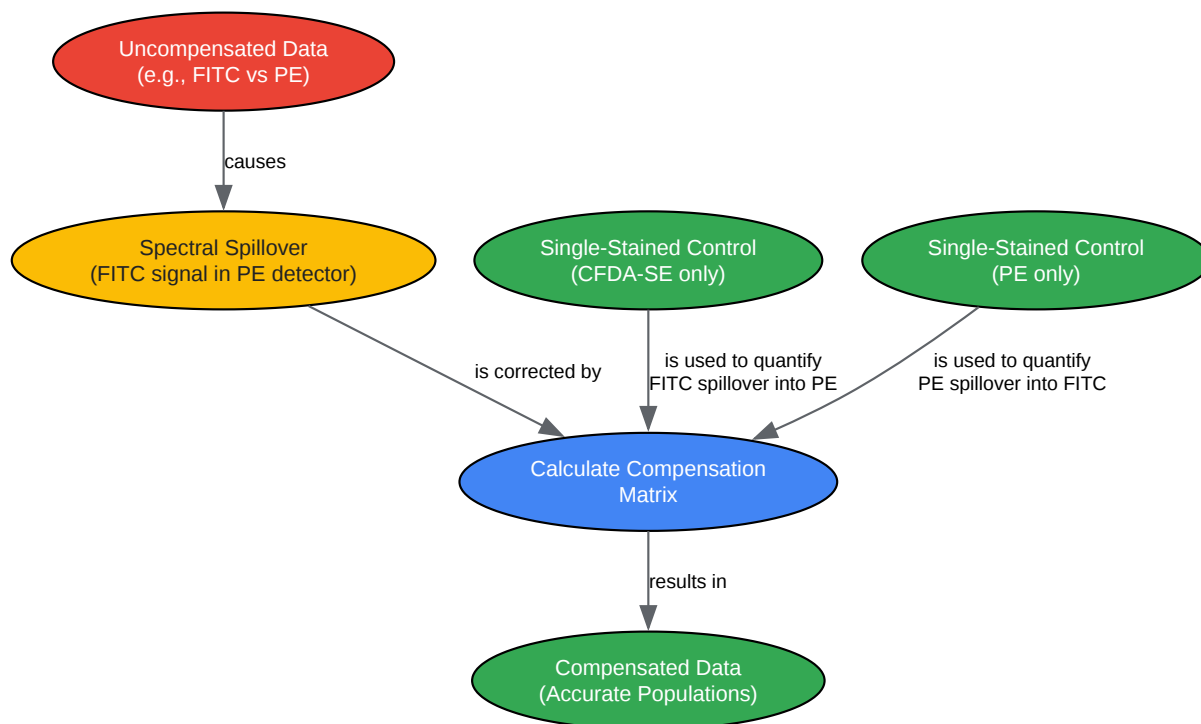 Uncompensated Data
(e.g., FITC vs PE)
causes
Spectral Spillover
(FITC signal in PE detector)
Single-Stained Control
(CFDA-SE only)
Single-Stained Control
(PE only)
is corrected by
is used to quantify
FITC spillover into PE
is used to quantify
PE spillover into FITC
Calculate Compensation
Matrix
results in
Compensated Data
(Accurate Populations)